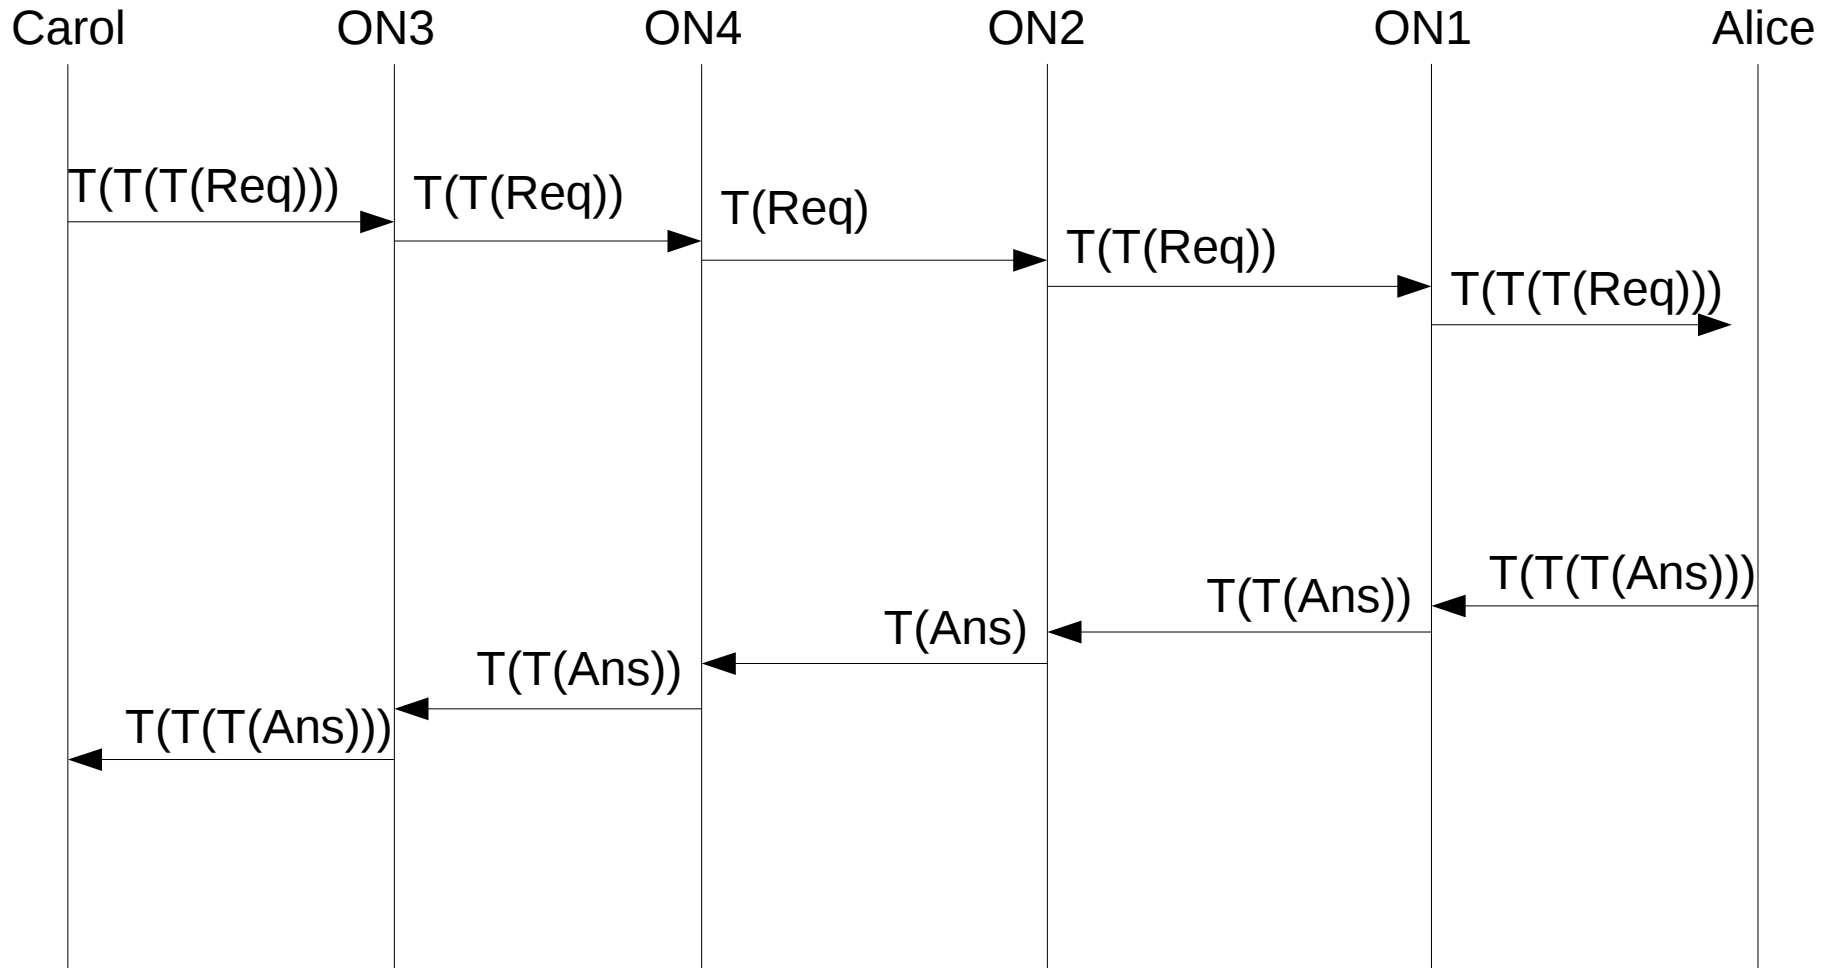 Carol ON3 ON4 ON2 ON1 Alice
T(T(T(Req)))
T(T(Req))
T(Req)
T(T(Req))
T(T(T(Req)))
T(T(T(Ans)))
T(T(Ans))
T(Ans)
T(T(Ans))
T(T(T(Ans)))